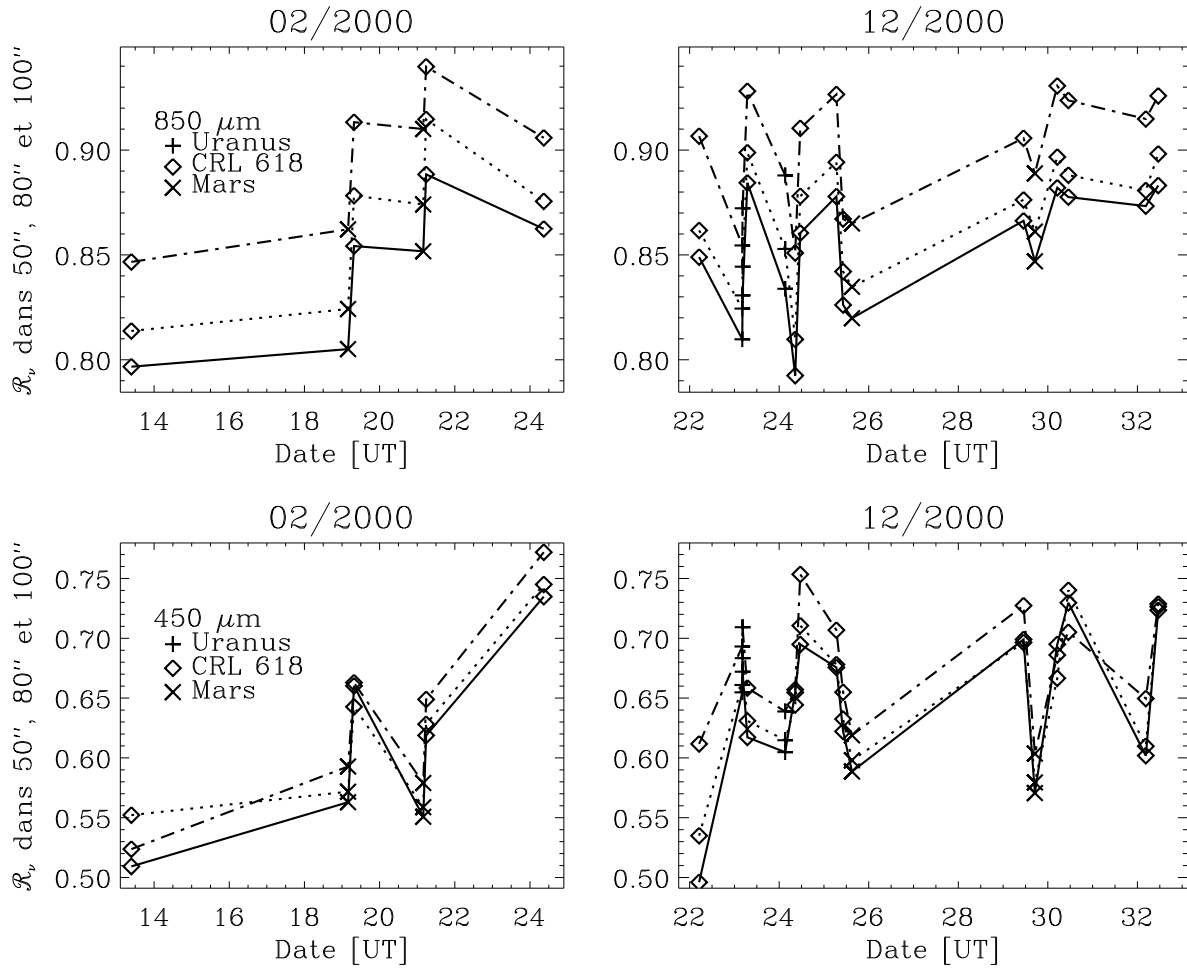 02/2000
12/2000
ℛν dans 50″, 80″ et 100″
0.90
0.85
0.80
850 μm
Uranus
CRL 618
Mars
14 16 18 20 22 24
Date [UT]
0.90
0.85
0.80
22 24 26 28 30 32
Date [UT]
02/2000
12/2000
ℛν dans 50″, 80″ et 100″
0.75
0.70
0.65
0.60
0.55
0.50
450 μm
Uranus
CRL 618
Mars
14 16 18 20 22 24
Date [UT]
0.75
0.70
0.65
0.60
0.55
0.50
22 24 26 28 30 32
Date [UT]